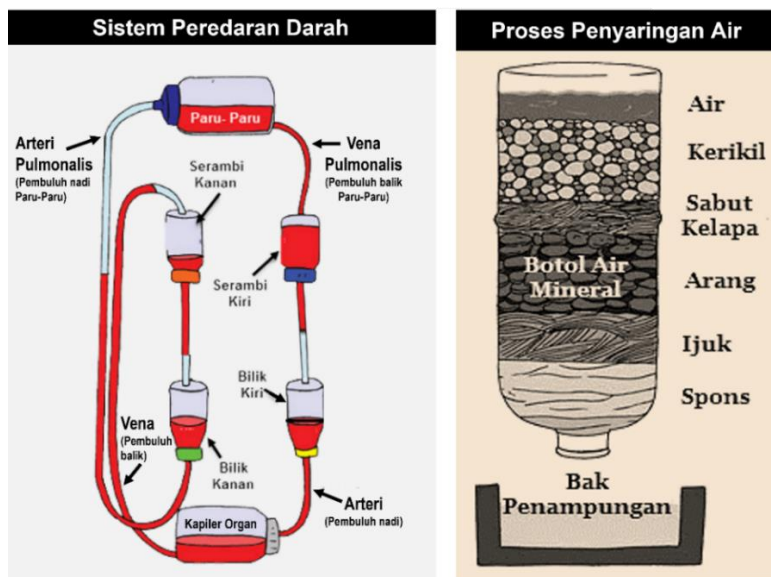 Sistem Peredaran Darah
Paru- Paru
Arteri
Pulmonalis
(Pembuluh nadi
Paru-Paru)
Vena
Pulmonalis
(Pembuluh balik
Paru-Paru)
Serambi
Kanan
Serambi
Kiri
Bilik
Kiri
Vena
(Pembuluh
balik)
Bilik
Kanan
Arteri
(Pembuluh nadi)
Kapiler Organ
Proses Penyaringan Air
Air
Kerikil
Sabut
Kelapa
Botol Air
Mineral
Arang
Ijuk
Spons
Bak
Penampungan